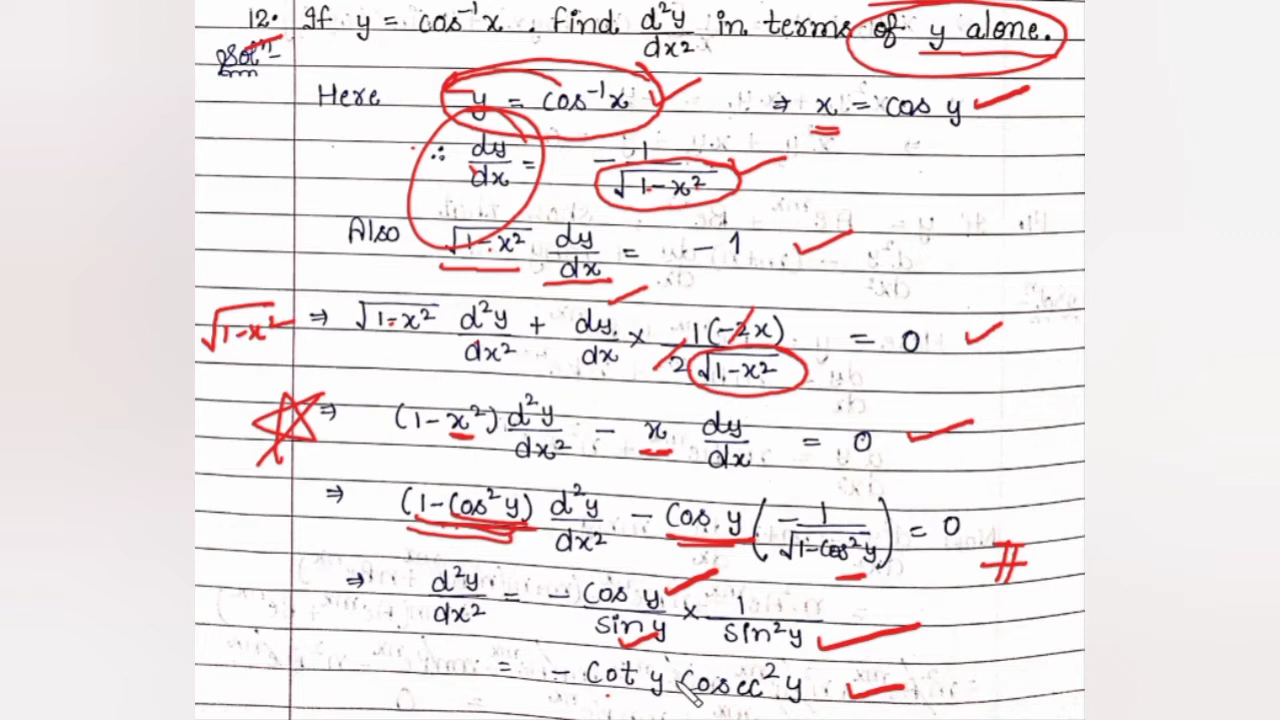 12. If y = cos⁻¹x . Find d²y/dx² in terms of y alone.
Solⁿ-
Here y = cos⁻¹x ⇒ x = cos y
∴ dy/dx = - 1/√1-x²
Also √1-x² dy/dx = - 1
√1-x² ⇒ √1-x² d²y/dx² + dy/dx × 1(-2x)/2√1-x² = 0
⇒ (1-x²) d²y/dx² - x dy/dx = 0
⇒ (1-Cos²y) d²y/dx² - Cos y (- 1/√1-Cos²y) = 0
⇒ d²y/dx² = - Cos y/Sin y × 1/Sin²y
= - Cot y Cosec²y